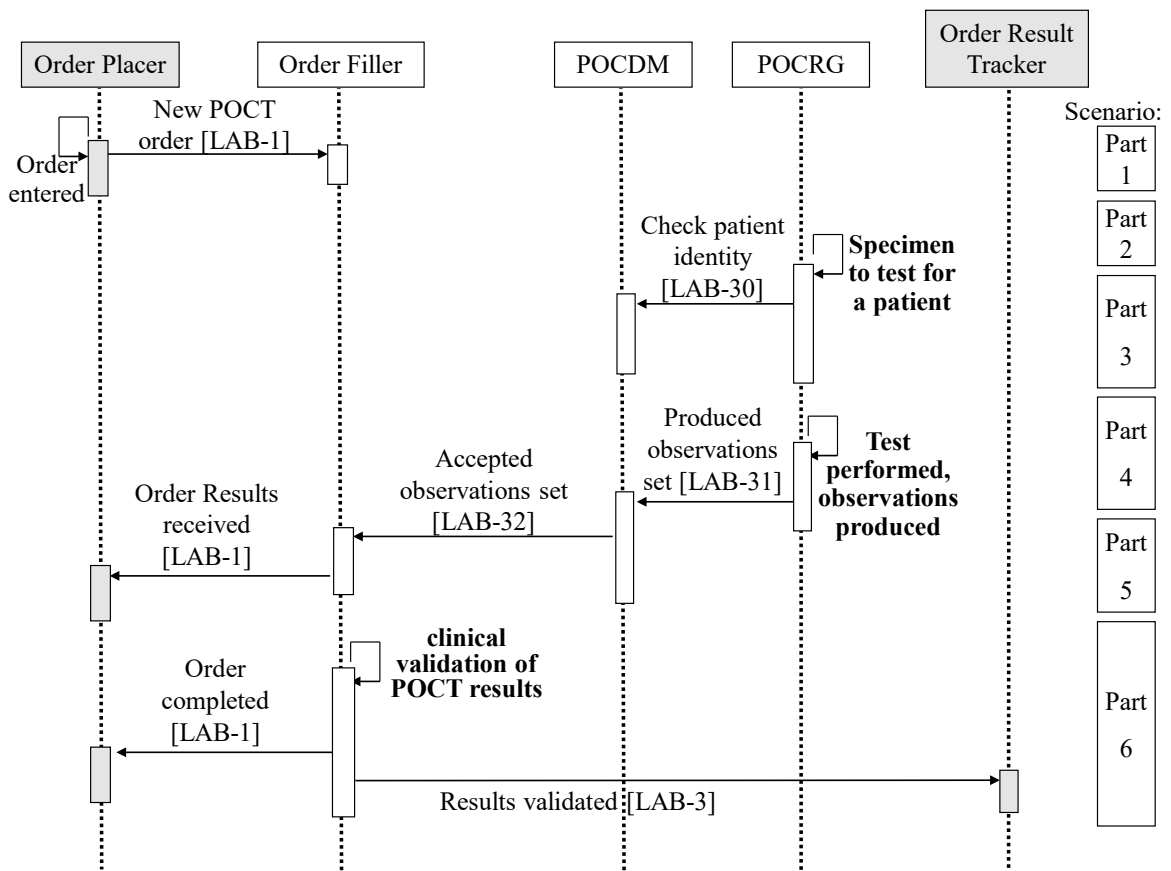 Order Placer
Order Filler
POCDM
POCRG
Order Result
Tracker
Scenario:
New POCT
order [LAB-1]
Order
entered
Part
1
Part
2
Check patient
identity
[LAB-30]
Specimen
to test for
a patient
Part
3
Produced
observations
set [LAB-31]
Test
performed,
observations
produced
Part
4
Accepted
observations set
[LAB-32]
Order Results
received
[LAB-1]
Part
5
clinical
validation of
POCT results
Order
completed
[LAB-1]
Part
6
Results validated [LAB-3]